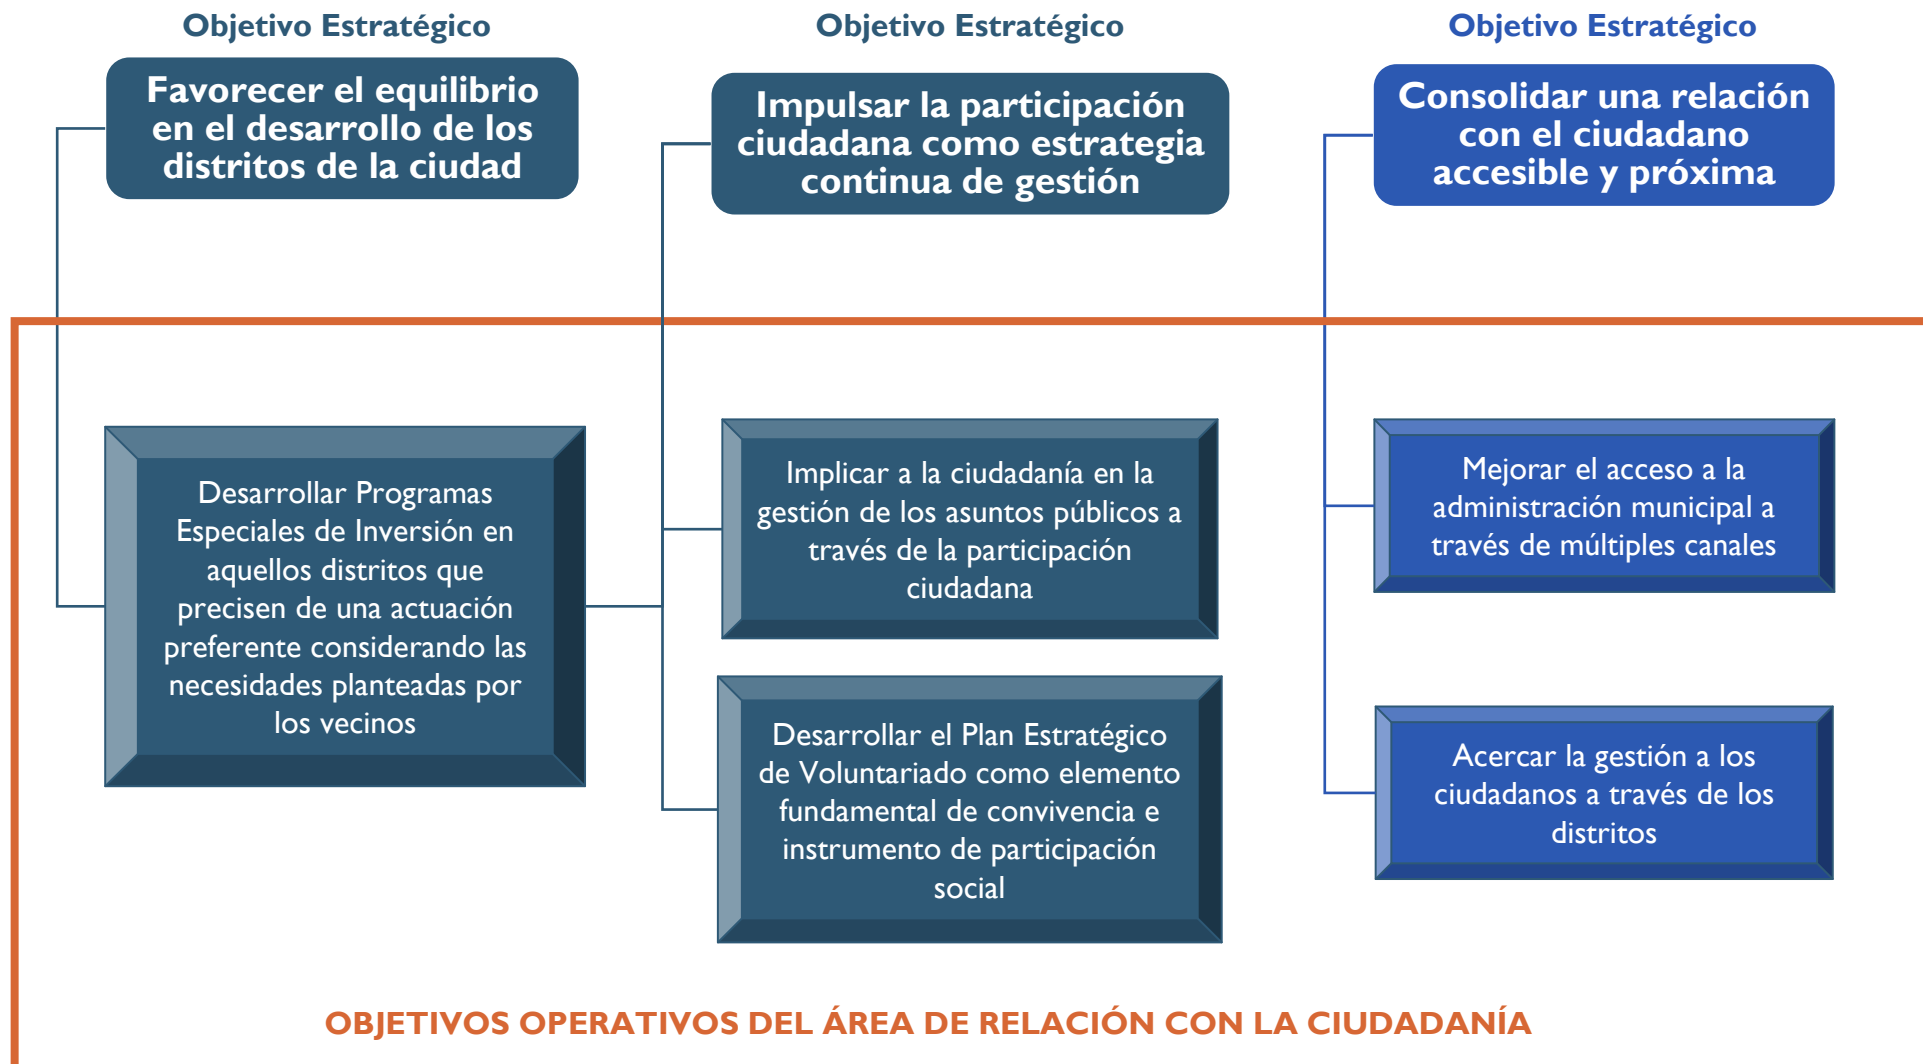 Objetivo Estratégico
Favorecer el equilibrio
en el desarrollo de los
distritos de la ciudad
Desarrollar Programas
Especiales de Inversión en
aquellos distritos que
precisen de una actuación
preferente considerando las
necesidades planteadas por
los vecinos
Objetivo Estratégico
Impulsar la participación
ciudadana como estrategia
continua de gestión
Implicar a la ciudadanía en la
gestión de los asuntos públicos a
través de la participación
ciudadana
Desarrollar el Plan Estratégico
de Voluntariado como elemento
fundamental de convivencia e
instrumento de participación
social
Objetivo Estratégico
Consolidar una relación
con el ciudadano
accesible y próxima
Mejorar el acceso a la
administración municipal a
través de múltiples canales
Acercar la gestión a los
ciudadanos a través de los
distritos
OBJETIVOS OPERATIVOS DEL ÁREA DE RELACIÓN CON LA CIUDADANÍA